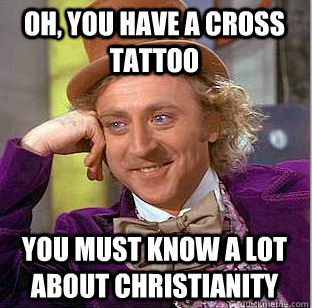 OH, YOU HAVE A CROSS
TATTOO
YOU MUST KNOW A LOT
ABOUT CHRISTIANITY